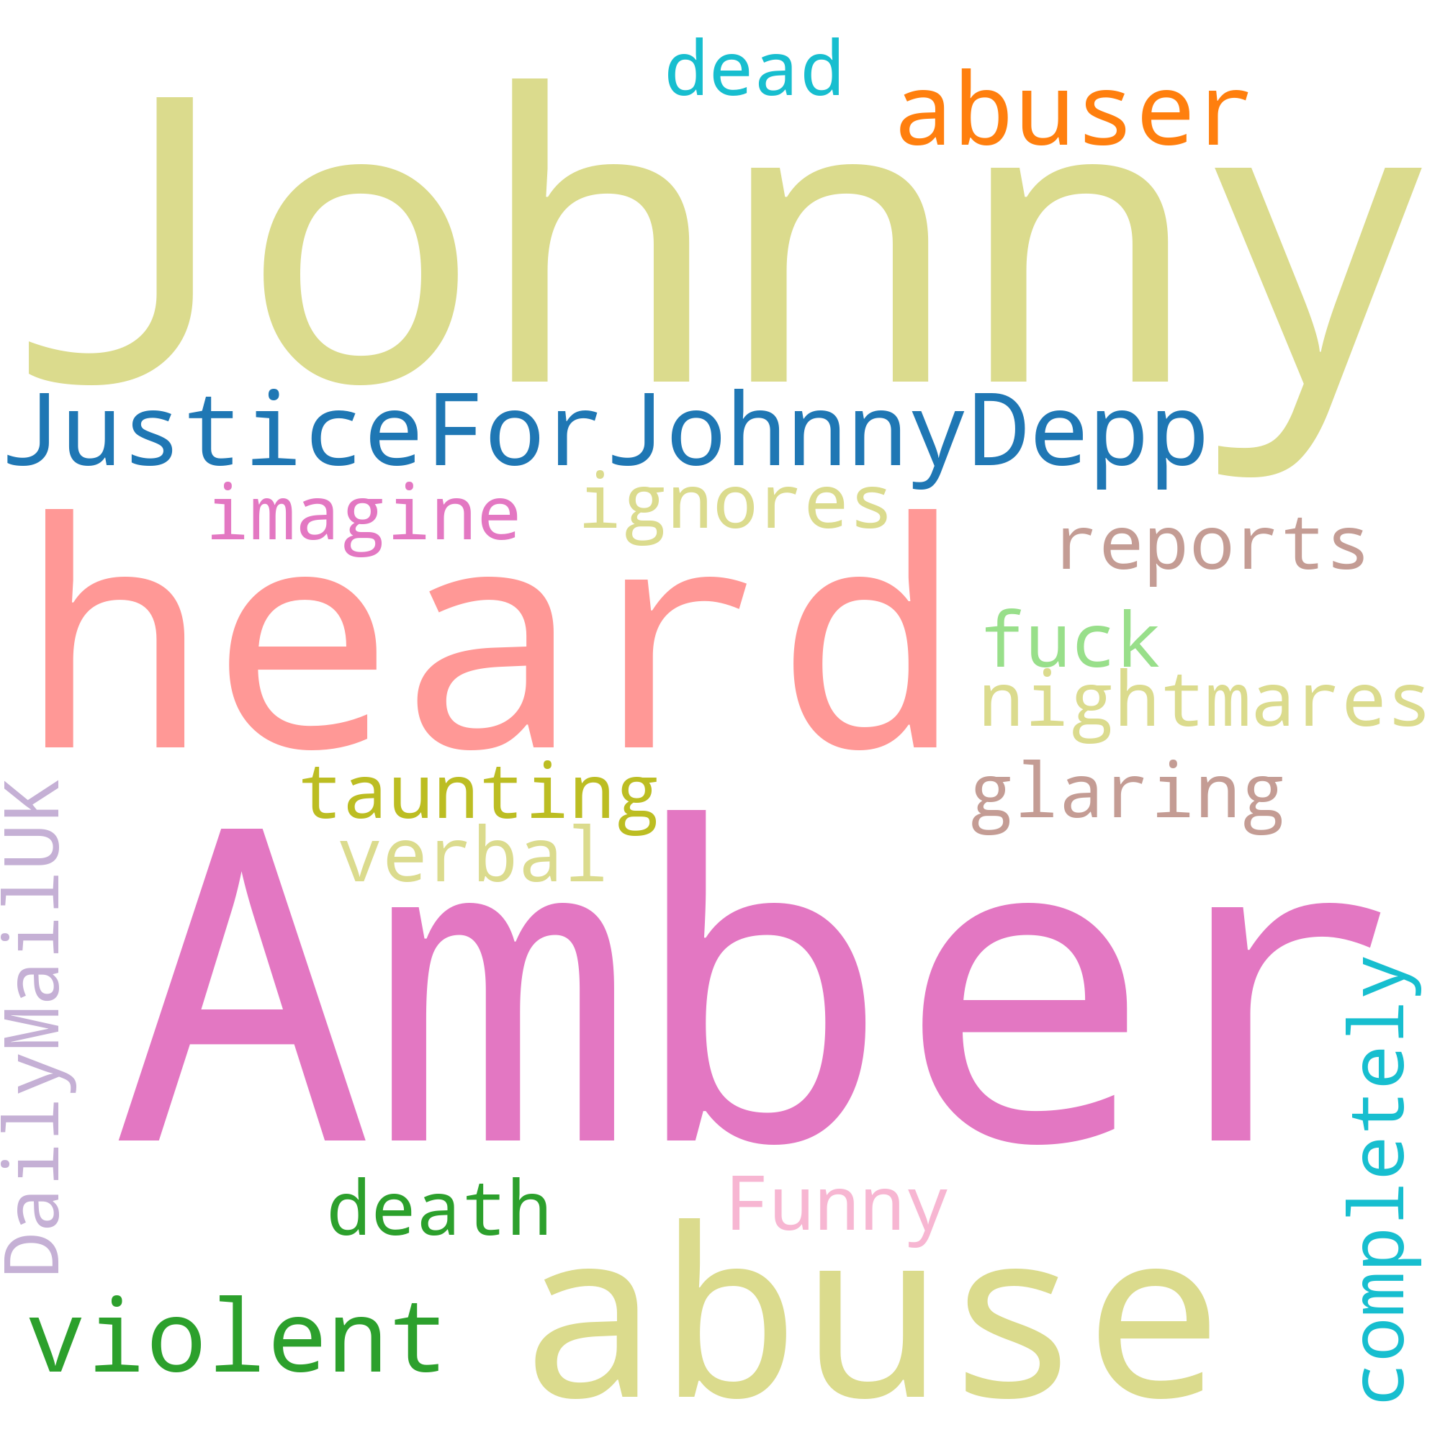 dead
abuser
Johnny
JusticeForJohnnyDepp
imagine
ignores
reports
heard
fuck
nightmares
taunting
glaring
verbal
DailyMailUK
Amber
completely
death
Funny
violent
abuse